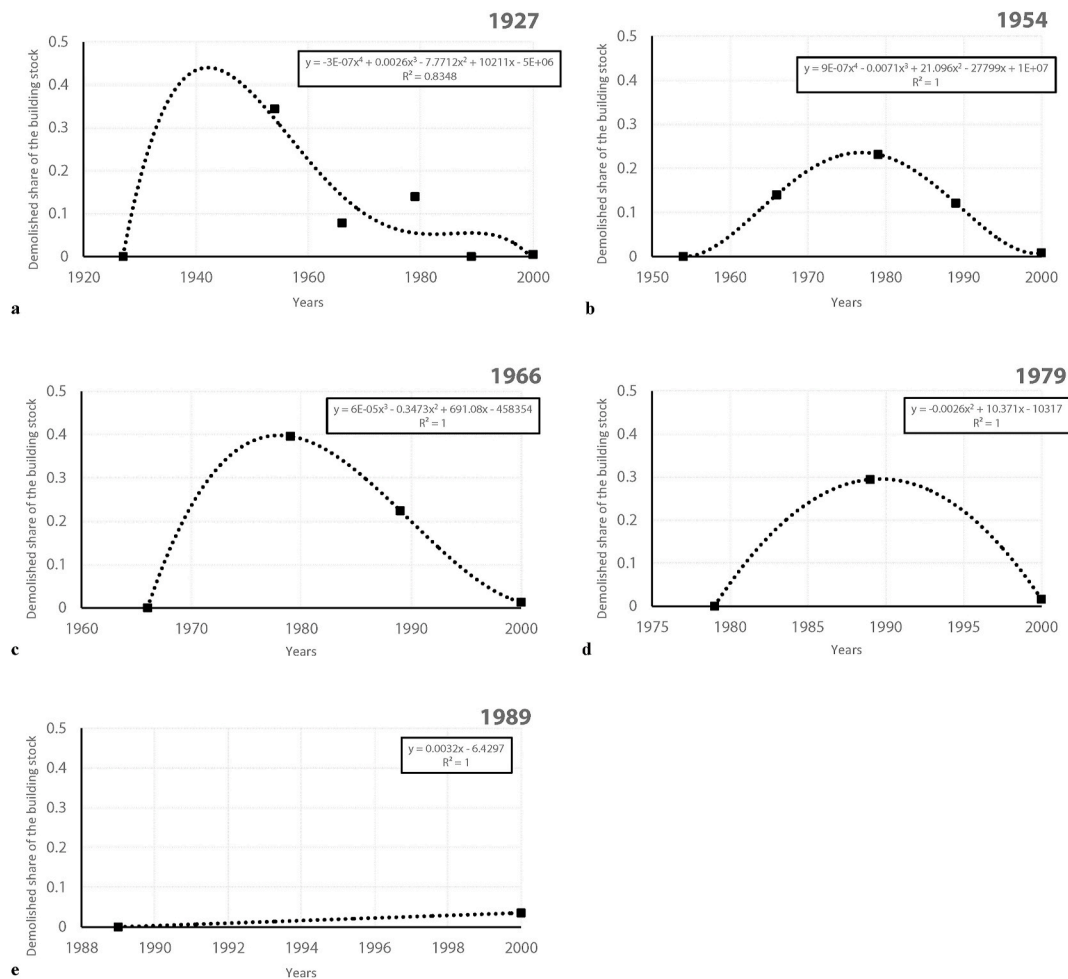 1927
Demolished share of the building stock
0.5
0.4
0.3
0.2
0.1
0
y = -3E-07x⁴ + 0.0026x³ - 7.7712x² + 10211x - 5E+06
R² = 0.8348
1920 1940 1960 1980 2000
Years
a
1954
Demolished share of the building stock
0.5
0.4
0.3
0.2
0.1
0
y = 9E-07x⁴ - 0.0071x³ + 21.096x² - 27799x + 1E+07
R² = 1
1950 1960 1970 1980 1990 2000
Years
b
1966
Demolished share of the building stock
0.5
0.4
0.3
0.2
0.1
0
y = 6E-05x³ - 0.3473x² + 691.08x - 458354
R² = 1
1960 1970 1980 1990 2000
Years
c
1979
Demolished share of the building stock
0.5
0.4
0.3
0.2
0.1
0
y = -0.0026x² + 10.371x - 10317
R² = 1
1975 1980 1985 1990 1995 2000
Years
d
1989
Demolished share of the building stock
0.5
0.4
0.3
0.2
0.1
0
y = 0.0032x - 6.4297
R² = 1
1988 1990 1992 1994 1996 1998 2000
Years
e